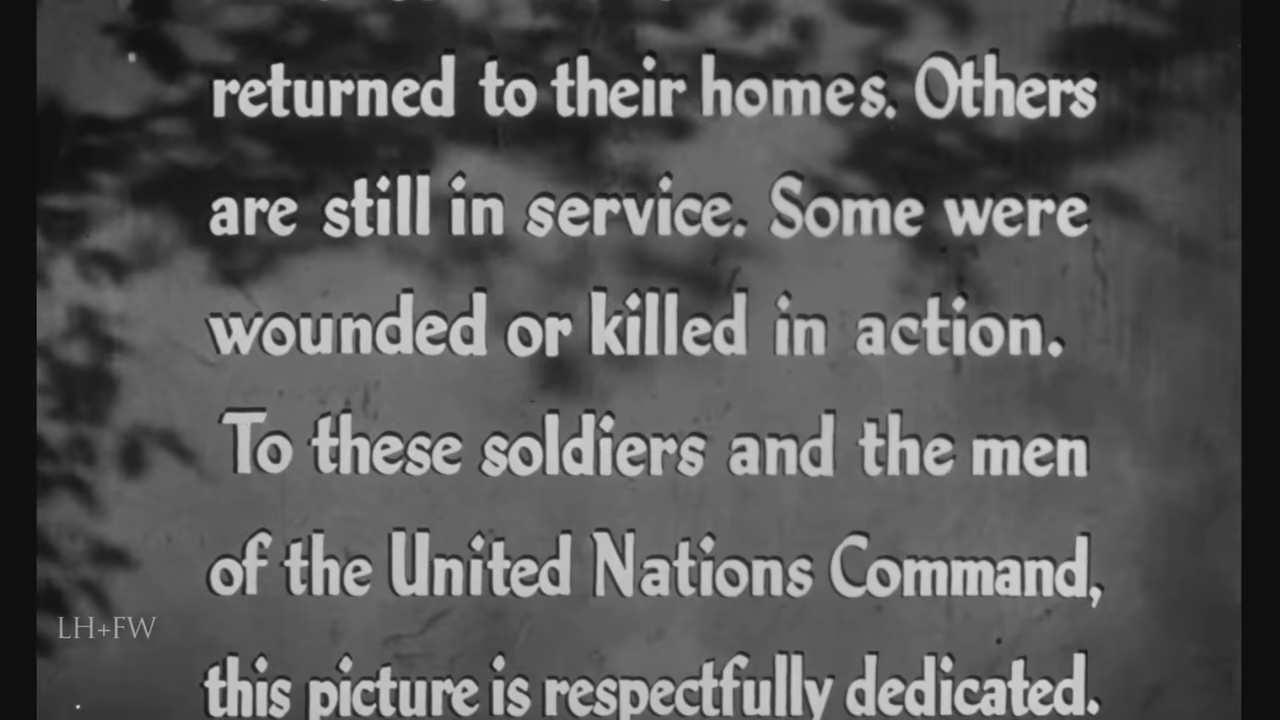 returned to their homes. Others
are still in service. Some were
wounded or killed in action.
To these soldiers and the men
of the United Nations Command,
this picture is respectfully dedicated.
LH+FW